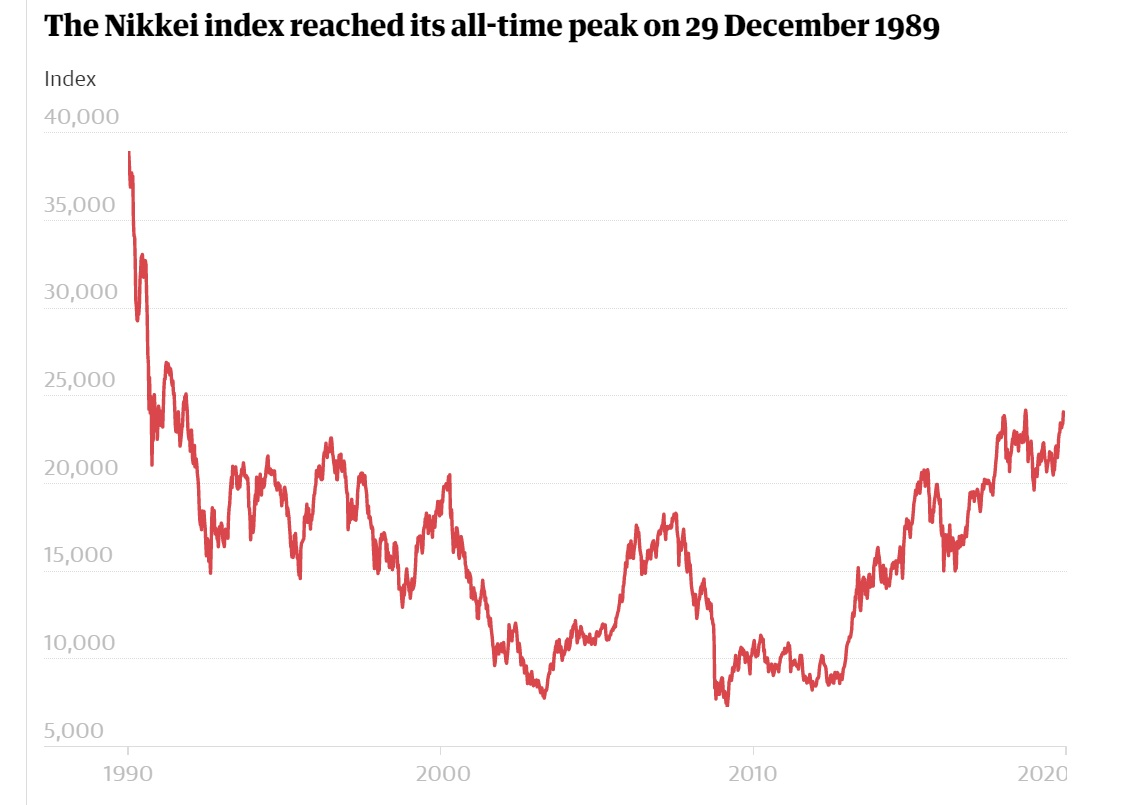 The Nikkei index reached its all-time peak on 29 December 1989
Index
40,000
35,000
30,000
25,000
20,000
15,000
10,000
5,000
1990 2000 2010 2020